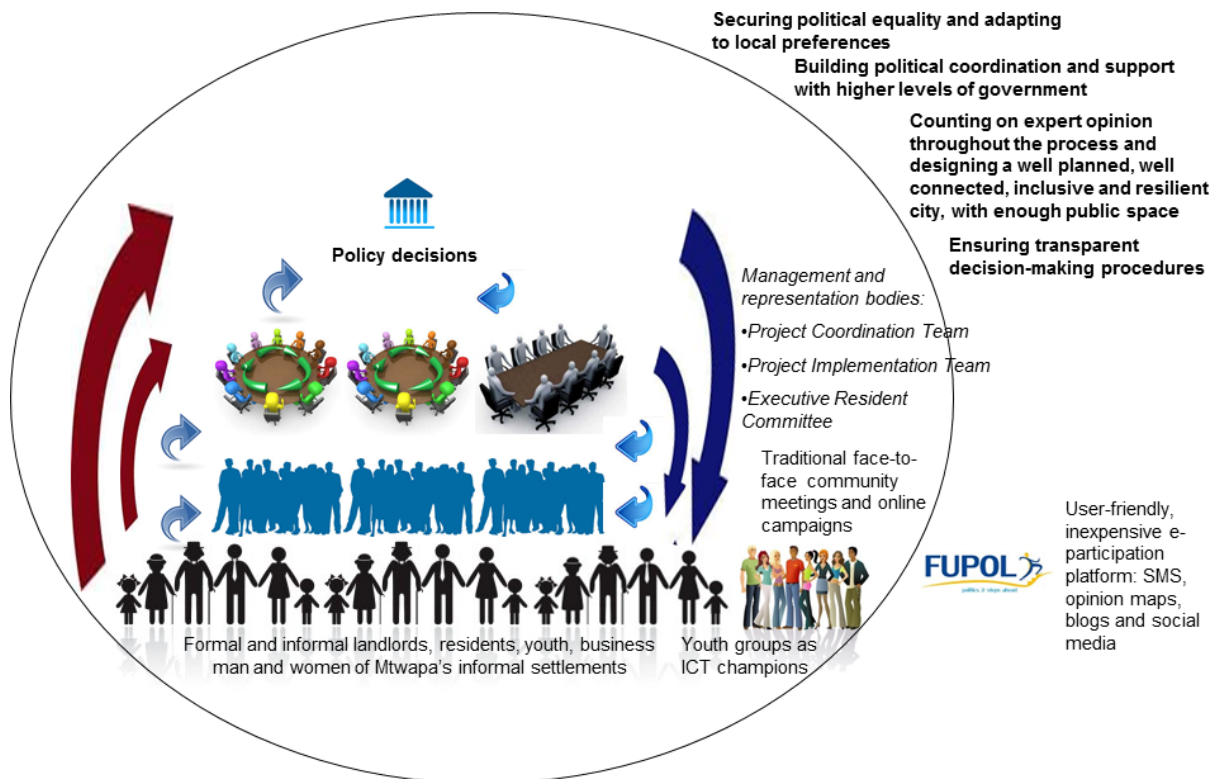 Securing political equality and adapting
to local preferences
Building political coordination and support
with higher levels of government
Counting on expert opinion
throughout the process and
designing a well planned, well
connected, inclusive and resilient
city, with enough public space
Ensuring transparent
decision-making procedures
Policy decisions
Management and
representation bodies:
•Project Coordination Team
•Project Implementation Team
•Executive Resident
Committee
Traditional face-to-
face community
meetings and online
campaigns
User-friendly,
inexpensive e-
participation
platform: SMS,
opinion maps,
blogs and social
media
FUPOL
politics 2 steps ahead
Formal and informal landlords, residents, youth, business
man and women of Mtwapa's informal settlements
Youth groups as
ICT champions